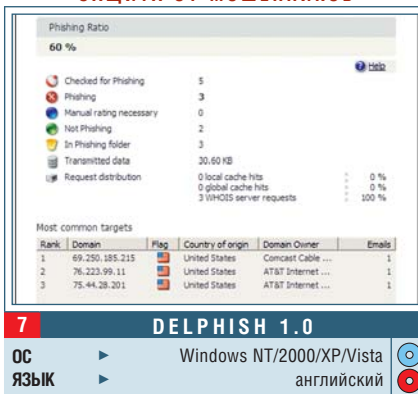 ЗАЩИТА ОТ МОШЕННИКОВ
Phishing Ratio
60 %
Help
Checked for Phishing 5
Phishing 3
Manual rating necessary 0
Not Phishing 2
In Phishing folder 3
Transmitted data 30.60 KB
Request distribution 0 local cache hits 0 %
0 global cache hits 0 %
3 WHOIS server requests 100 %
Most common targets
Rank Domain Flag Country of origin Domain Owner Emails
1 69.250.185.215 United States Comcast Cable ... 1
2 76.223.99.11 United States AT&T Internet ... 1
3 75.44.28.201 United States AT&T Internet ... 1
7 DELPHISH 1.0
ОС ► Windows NT/2000/XP/Vista
ЯЗЫК ► английский